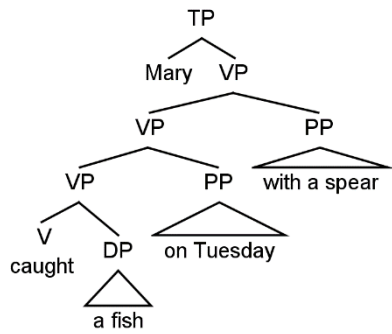 TP
Mary VP
VP PP
with a spear
VP PP
V DP on Tuesday
caught
a fish